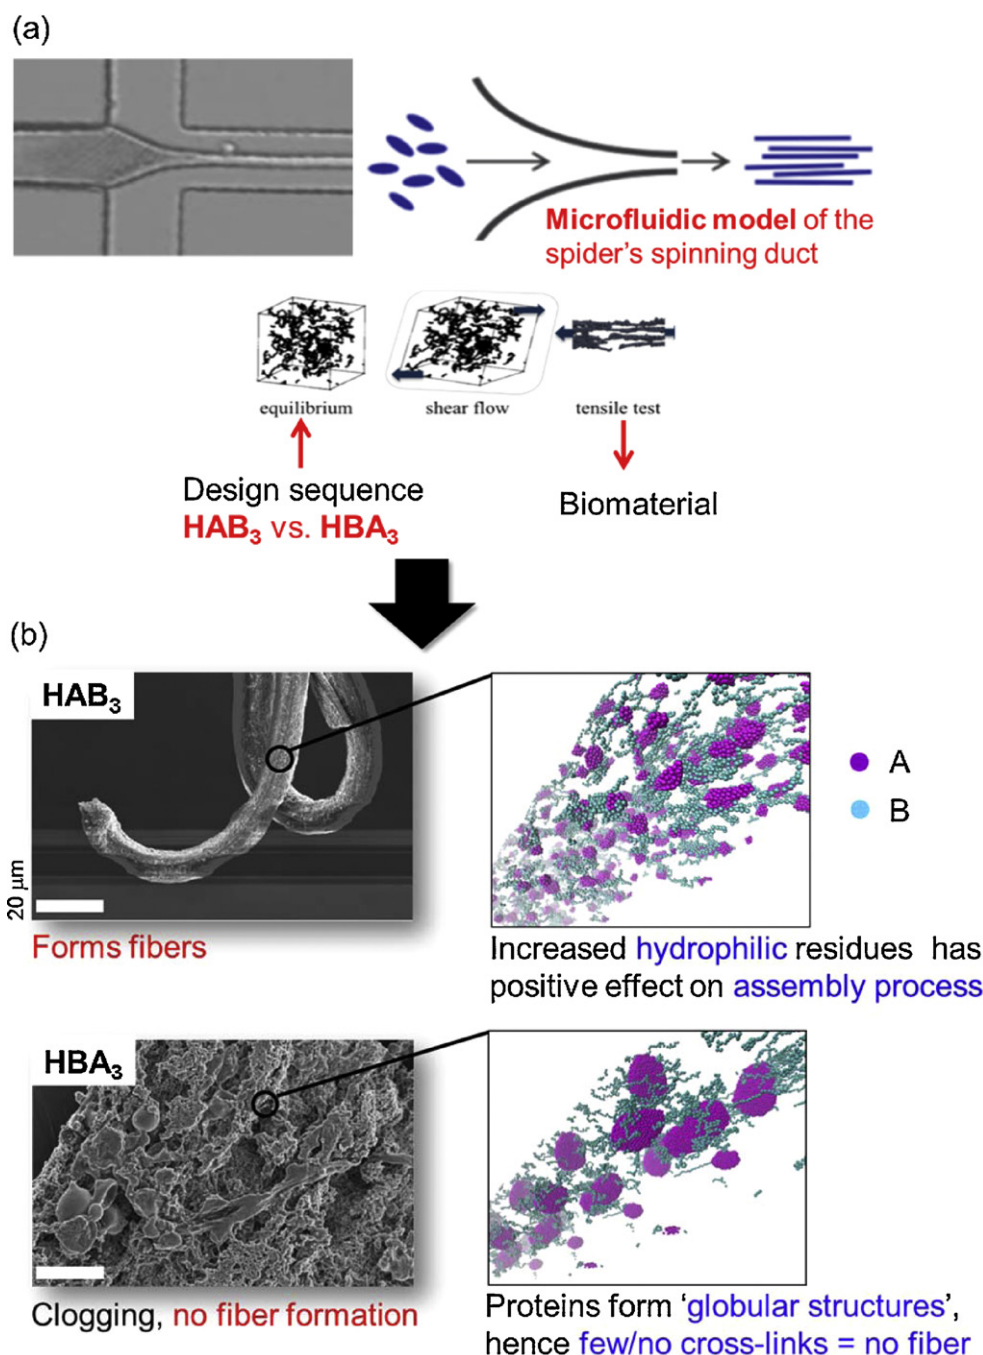 (a)
Microfluidic model of the
spider's spinning duct
equilibrium
shear flow
tensile test
Design sequence
HAB₃ vs. HBA₃
Biomaterial
(b)
HAB₃
A
B
20 μm
Forms fibers
Increased hydrophilic residues has
positive effect on assembly process
HBA₃
Clogging, no fiber formation
Proteins form ‘globular structures’,
hence few/no cross-links = no fiber